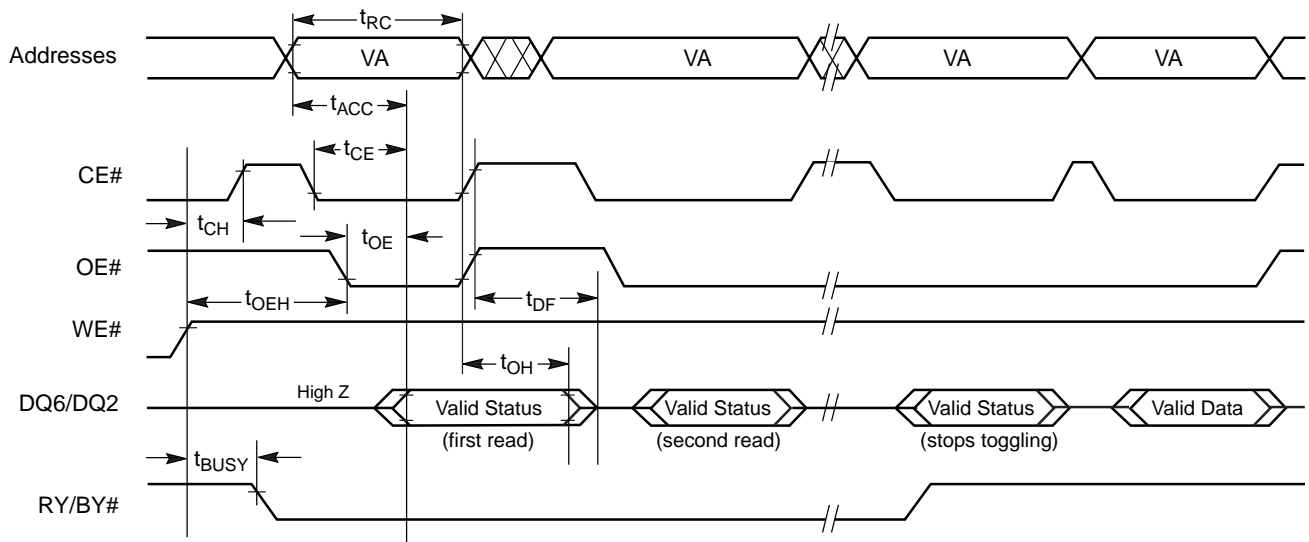 tRC
Addresses VA VA VA VA
tACC
tCE
CE#
tCH tOE
OE#
tOEH tDF
WE#
tOH
DQ6/DQ2 High Z Valid Status Valid Status Valid Status Valid Data
(first read) (second read) (stops toggling)
tBUSY
RY/BY#